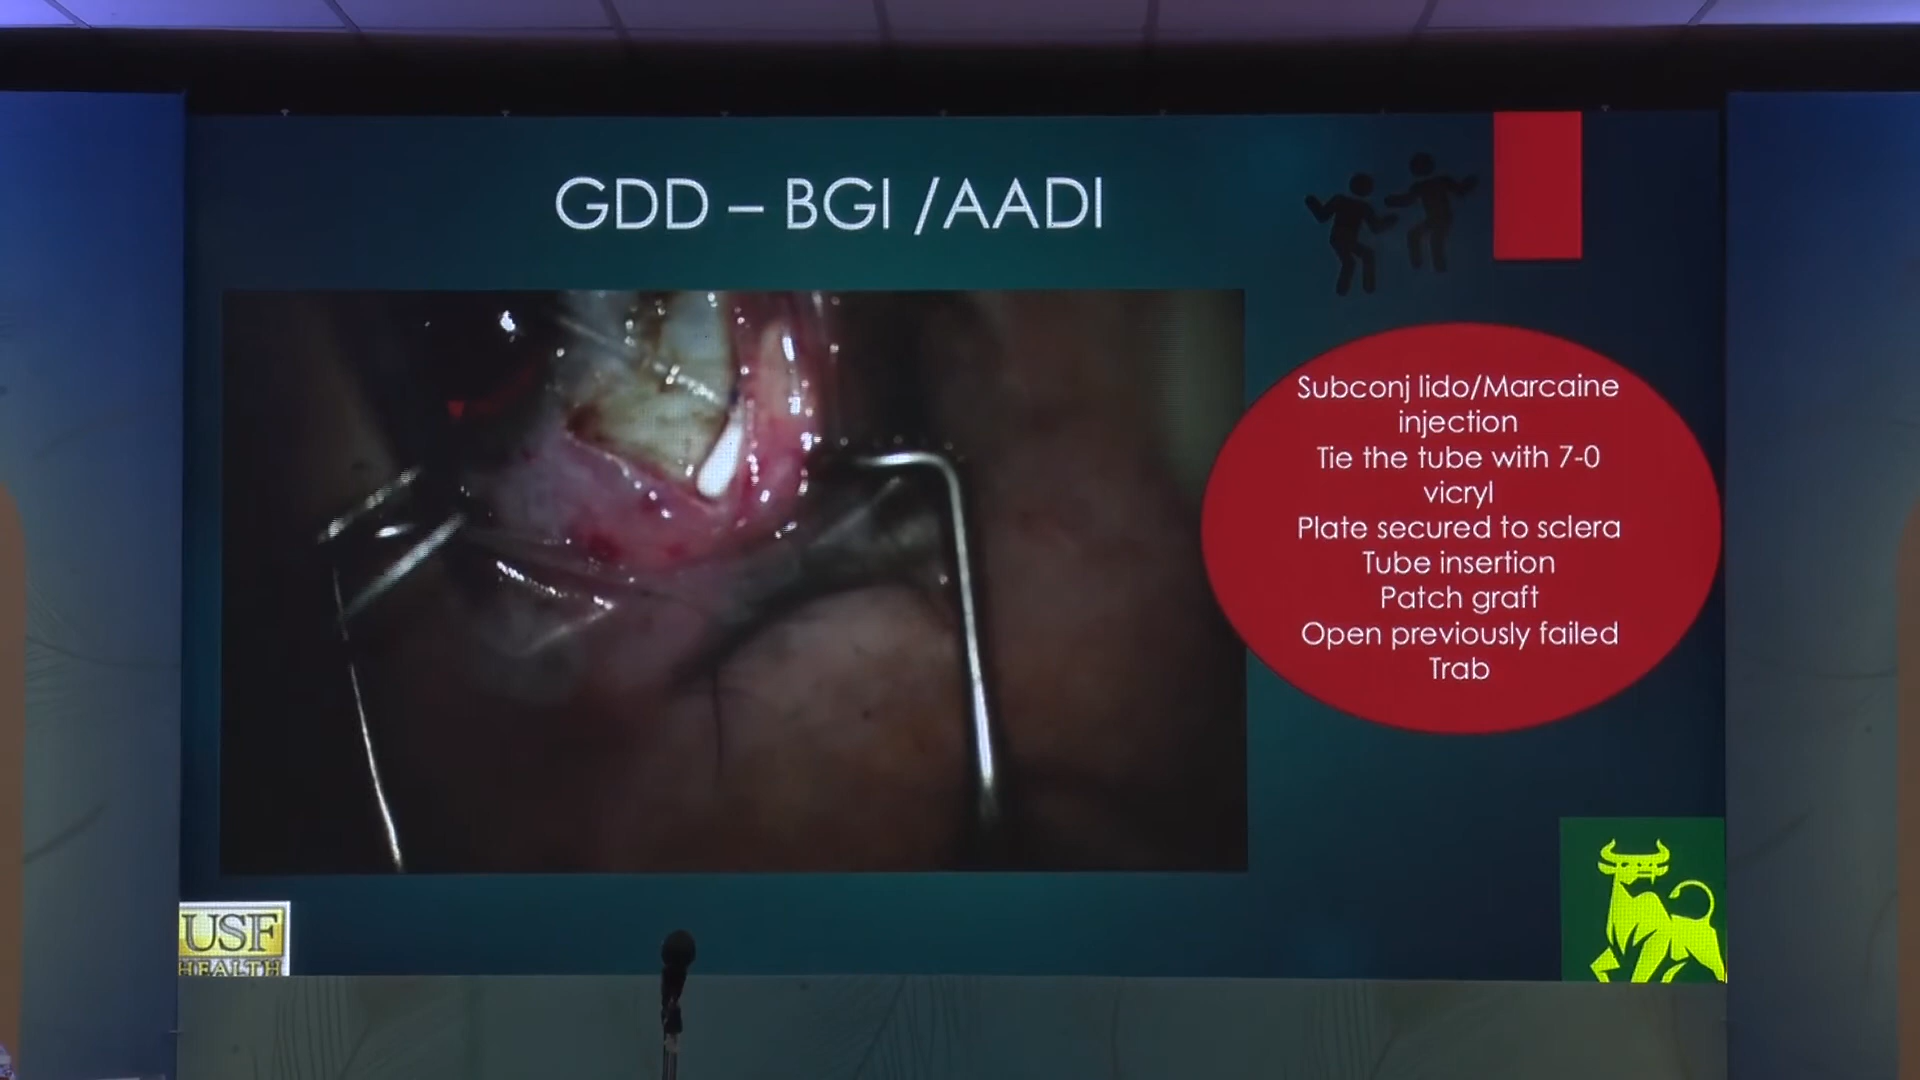 GDD – BGI /AADI
Subconj lido/Marcaine
injection
Tie the tube with 7-0
vicryl
Plate secured to sclera
Tube insertion
Patch graft
Open previously failed
Trab
USF
HEALTH